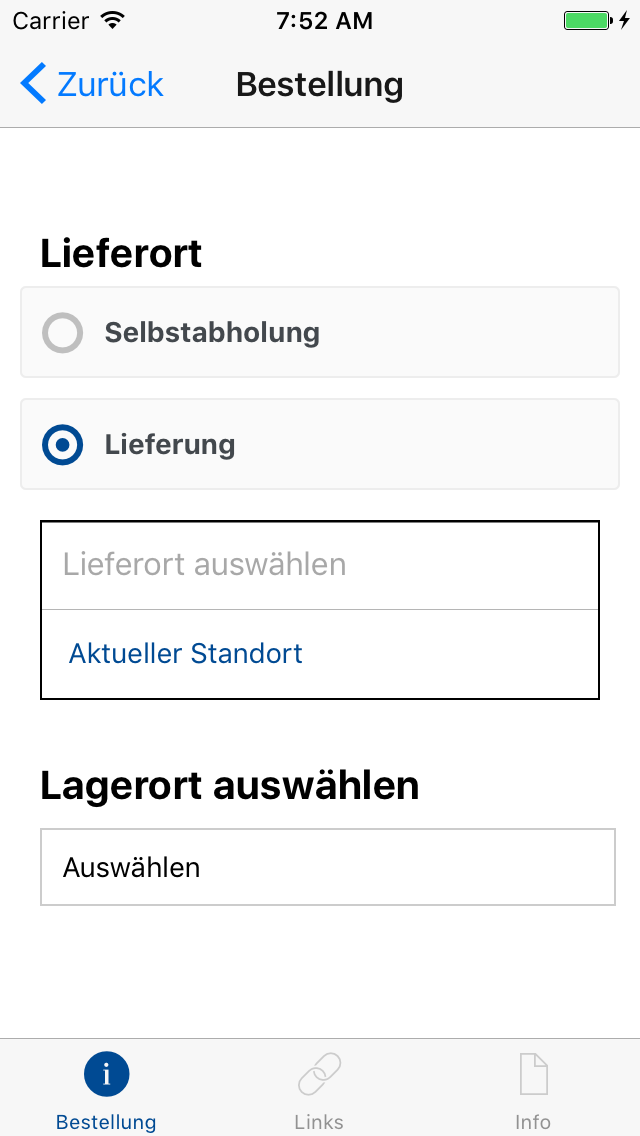 Carrier 7:52 AM
Zurück Bestellung
Lieferort
Selbstabholung
Lieferung
Lieferort auswählen
Aktueller Standort
Lagerort auswählen
Auswählen
Bestellung Links Info